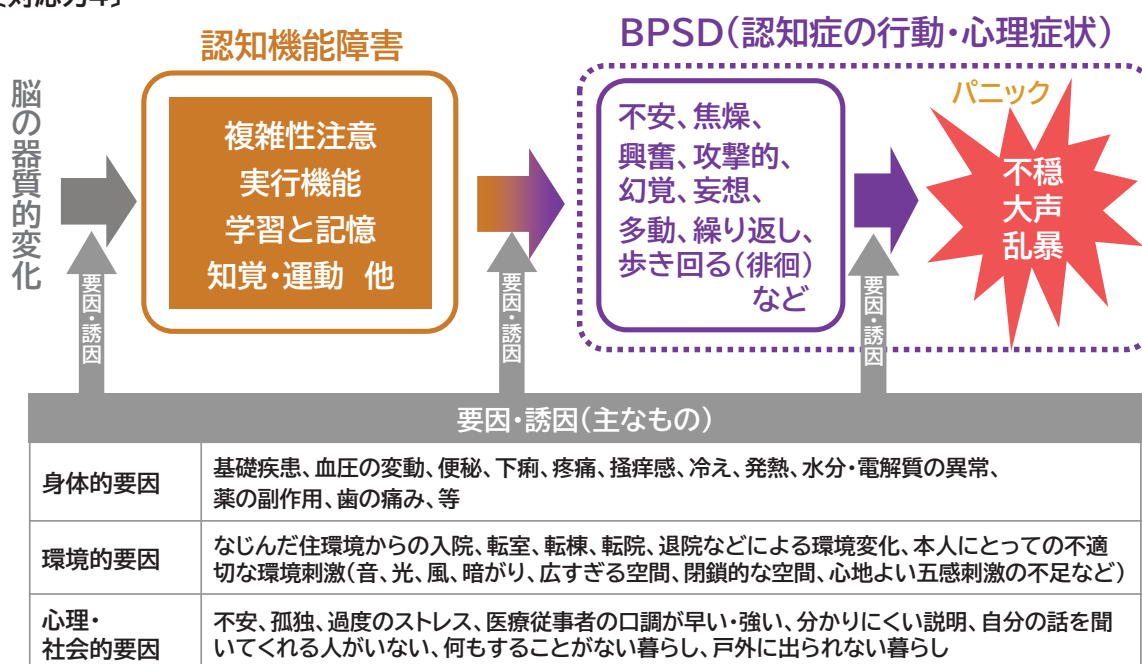 認知機能障害
BPSD(認知症の行動・心理症状)
脳の器質的変化
複雑性注意
実行機能
学習と記憶
知覚・運動 他
不安、焦燥、
興奮、攻撃的、
幻覚、妄想、
多動、繰り返し、
歩き回る(徘徊)
など
パニック
不穏
大声
乱暴
要因・誘因
要因・誘因
要因・誘因
要因・誘因(主なもの)
身体的要因
基礎疾患、血圧の変動、便秘、下痢、疼痛、掻痒感、冷え、発熱、水分・電解質の異常、
薬の副作用、歯の痛み、等
環境的要因
なじんだ住環境からの入院、転室、転棟、転院、退院などによる環境変化、本人にとっての不適
切な環境刺激(音、光、風、暗がり、広すぎる空間、閉鎖的な空間、心地よい五感刺激の不足など)
心理・
社会的要因
不安、孤独、過度のストレス、医療従事者の口調が早い・強い、分かりにくい説明、自分の話を聞
いてくれる人がいない、何もすることがない暮らし、戸外に出られない暮らし